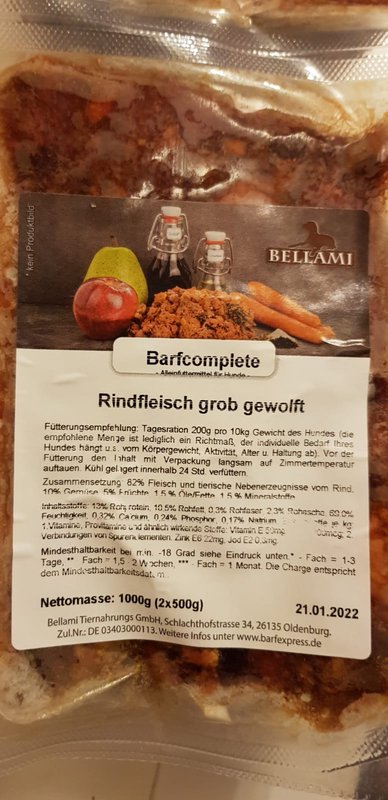 * kein Produktbild
BELLAMI
Barfcomplete
- Alleinfuttermittel für Hunde -
Rindfleisch grob gewolft
Fütterungsempfehlung: Tagesration 200g pro 10kg Gewicht des Hundes (die
empfohlene Menge ist lediglich ein Richtmaß, der individuelle Bedarf Ihres
Hundes hängt u.a. vom Körpergewicht, Aktivität, Alter u. Haltung ab). Vor der
Fütterung den Inhalt mit Verpackung langsam auf Zimmertemperatur
auftauen. Kühl gelagert innerhalb 24 Std. verfüttern.
Zusammensetzung: 82% Fleisch und tierische Nebenerzeugnisse vom Rind,
10% Gemüse, 5% Früchte, 1,5 % Öle/Fette, 1,5 % Mineralstoffe
Inhaltsstoffe: 13% Rohprotein, 10,5% Rohfett, 0,3% Rohfaser, 2,3% Rohasche, 69,0%
Feuchtigkeit, 0,32% Calcium, 0,24% Phosphor, 0,17% Natrium, je kg:
1.Vitamine, Provitamine und ähnlich wirkende Stoffe: Vitamin E 2.
Verbindungen von Spurenelementen: Zink E6 22mg, Jod E2 0,3mg.
Mindesthaltbarkeit bei min. -18 Grad siehe Eindruck unten.* - Fach = 1-3
Tage, ** Fach = 1,5 - 2 Wochen, *** Fach = 1 Monat. Die Charge entspricht
dem Mindesthaltbarkeitsdatum.
Nettomasse: 1000g (2x500g) 21.01.2022
Bellami Tiernahrungs GmbH, Schlachthofstrasse 34, 26135 Oldenburg.
Zul.Nr.: DE 03403000113. Weitere Infos unter www.barfexpress.de